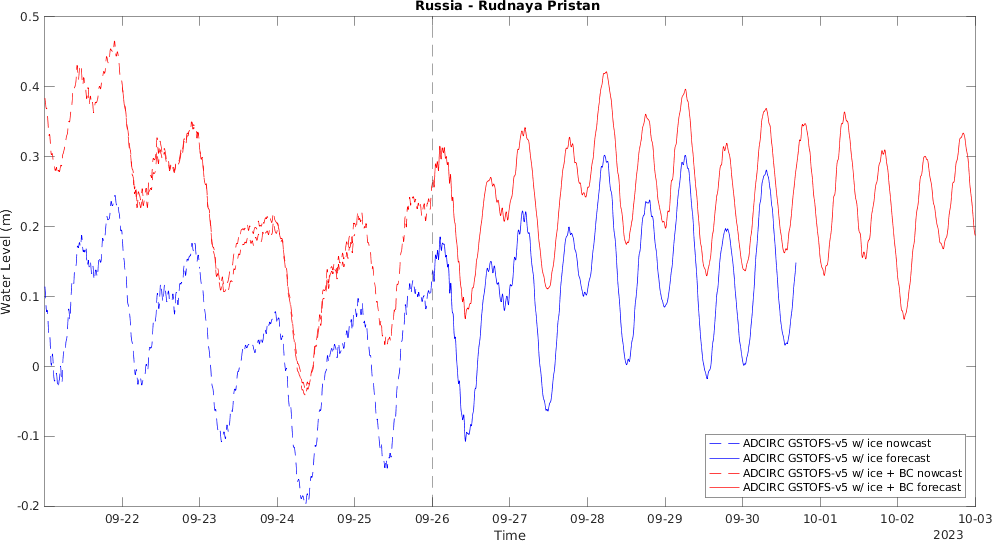 Russia - Rudnaya Pristan
0.5
0.4
0.3
0.2
0.1
0
-0.1
-0.2
Water Level (m)
ADCIRC GSTOFS-v5 w/ ice nowcast
ADCIRC GSTOFS-v5 w/ ice forecast
ADCIRC GSTOFS-v5 w/ ice + BC nowcast
ADCIRC GSTOFS-v5 w/ ice + BC forecast
09-22 09-23 09-24 09-25 09-26 09-27 09-28 09-29 09-30 10-01 10-02 10-03
Time
2023